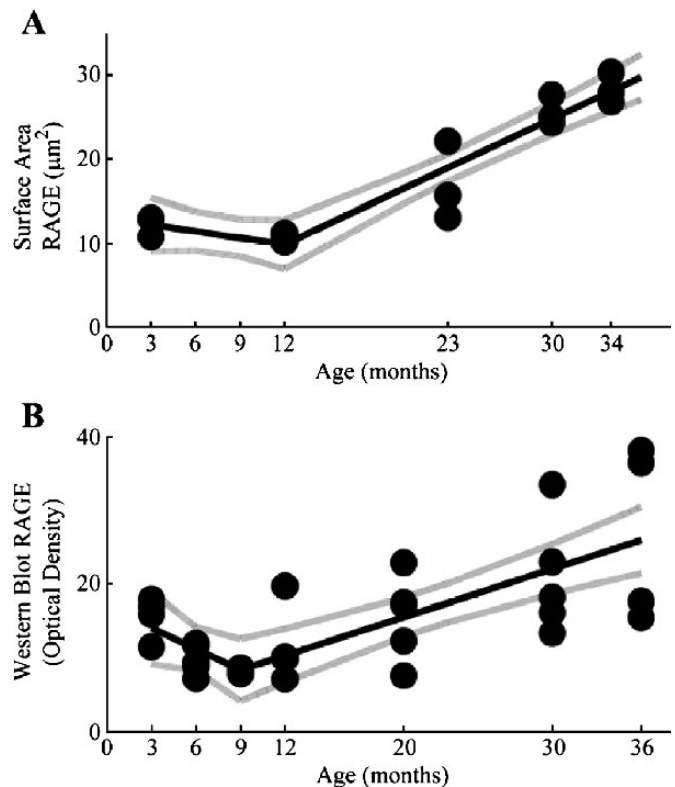 A
30
20
10
0
Surface Area
RAGE (μm²)
0 3 6 9 12 23 30 34
Age (months)
B
40
20
0
Western Blot RAGE
(Optical Density)
0 3 6 9 12 20 30 36
Age (months)